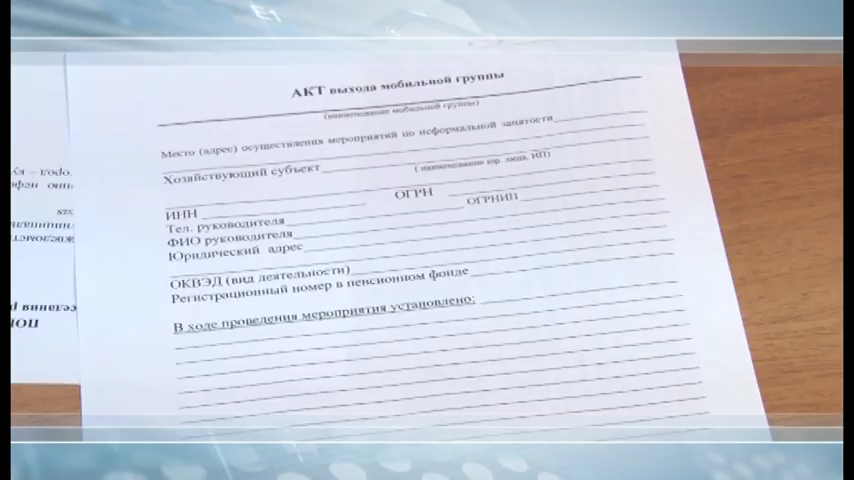 АКТ выхода мобильной группы
(наименование мобильной группы)
Место (адрес) осуществления мероприятий по неформальной занятости
Хозяйствующий субъект
( наименование юр. лица, ИП)
ИНН ОГРН ОГРНИП
Тел. руководителя
ФИО руководителя
Юридический адрес
ОКВЭД (вид деятельности)
Регистрационный номер в пенсионном фонде
В ходе проведения мероприятия установлено: